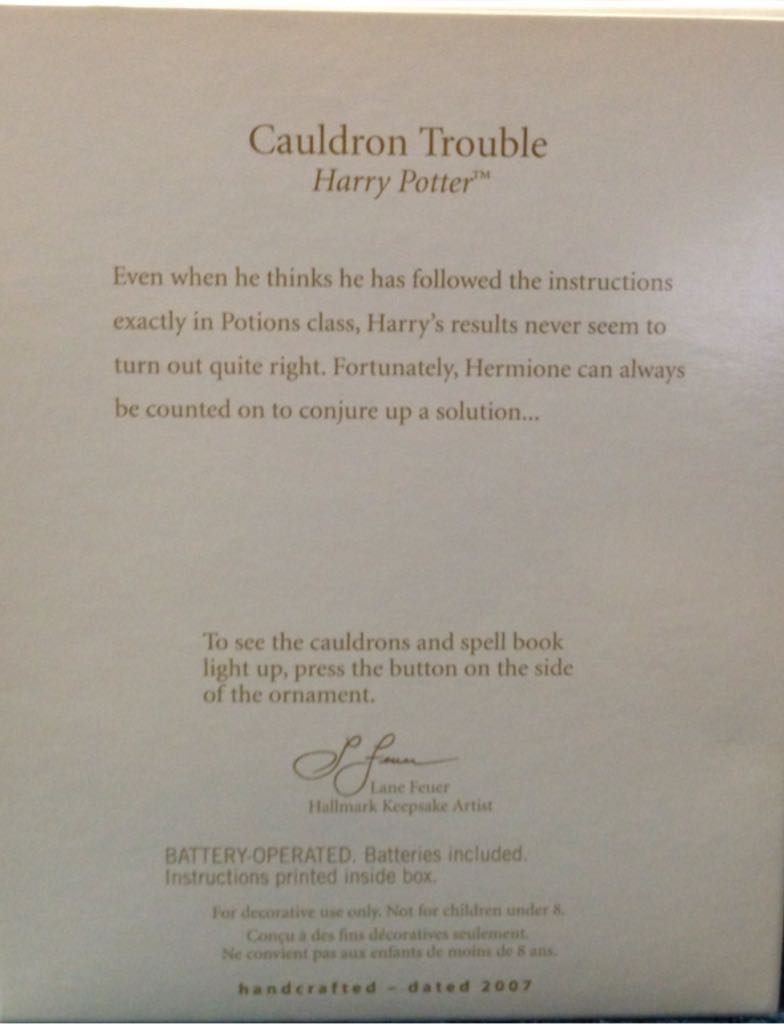 Cauldron Trouble
Harry Potter™
Even when he thinks he has followed the instructions
exactly in Potions class, Harry's results never seem to
turn out quite right. Fortunately, Hermione can always
be counted on to conjure up a solution...
To see the cauldrons and spell book
light up, press the button on the side
of the ornament.
L Feuer
Lane Feuer
Hallmark Keepsake Artist
BATTERY-OPERATED. Batteries included.
Instructions printed inside box.
For decorative use only. Not for children under 8.
Conçu à des fins décoratives seulement.
Ne convient pas aux enfants de moins de 8 ans.
handcrafted – dated 2007